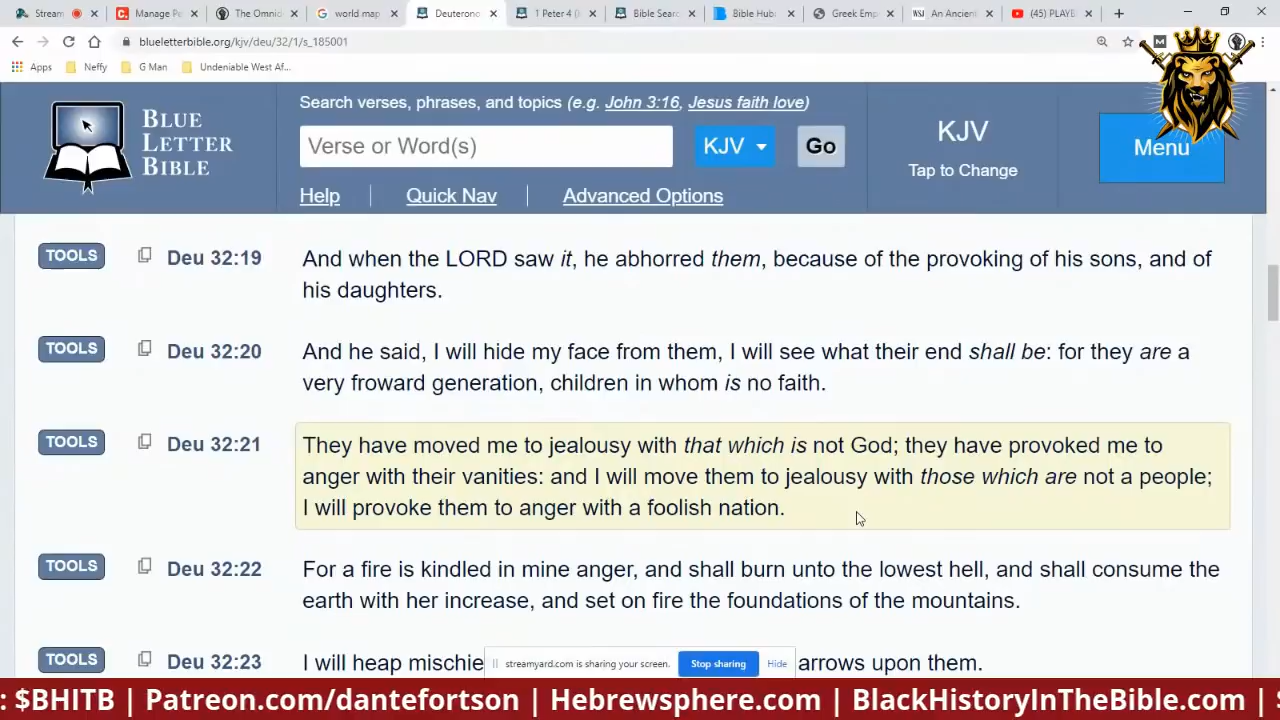 Stream
Manage Pe
The Omnid
world map
Deuterono
1 Peter 4 (K
Bible Sear
Bible Hub:
Greek Emp
WSJ An Ancien
(45) PLAYE
blueletterbible.org/kjv/deu/32/1/s_185001
Apps
Neffy
G Man
Undeniable West Af...
BLUE
LETTER
BIBLE
Search verses, phrases, and topics (e.g. John 3:16, Jesus faith love)
Verse or Word(s)
KJV
Go
Help
Quick Nav
Advanced Options
KJV
Tap to Change
Menu
TOOLS Deu 32:19 And when the LORD saw it, he abhorred them, because of the provoking of his sons, and of
his daughters.
TOOLS Deu 32:20 And he said, I will hide my face from them, I will see what their end shall be: for they are a
very froward generation, children in whom is no faith.
TOOLS Deu 32:21 They have moved me to jealousy with that which is not God; they have provoked me to
anger with their vanities: and I will move them to jealousy with those which are not a people;
I will provoke them to anger with a foolish nation.
TOOLS Deu 32:22 For a fire is kindled in mine anger, and shall burn unto the lowest hell, and shall consume the
earth with her increase, and set on fire the foundations of the mountains.
TOOLS Deu 32:23 I will heap mischie arrows upon them.
streamyard.com is sharing your screen.
Stop sharing
Hide
: $BHITB | Patreon.com/dantefortson | Hebrewsphere.com | BlackHistoryInTheBible.com |